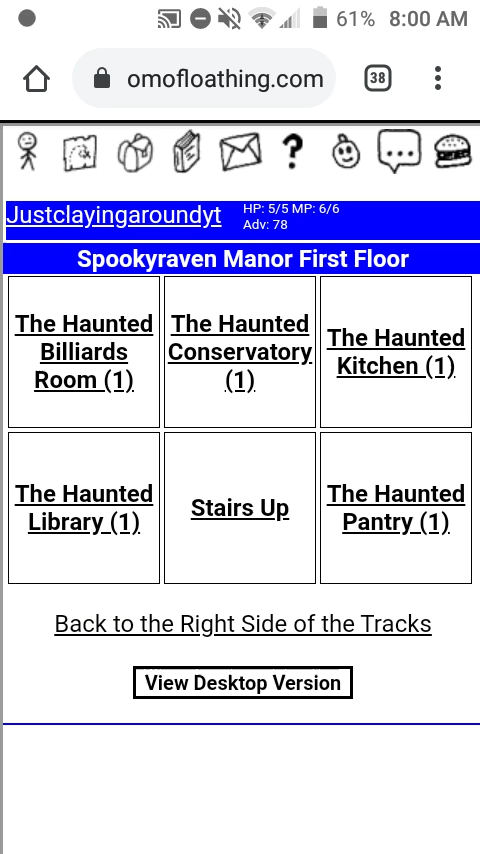 61% 8:00 AM
omofloathing.com 38
?
Justclayingaroundyt HP: 5/5 MP: 6/6
Adv: 78
Spookyraven Manor First Floor
The Haunted
Billiards
Room (1)
The Haunted
Conservatory
(1)
The Haunted
Kitchen (1)
The Haunted
Library (1)
Stairs Up
The Haunted
Pantry (1)
Back to the Right Side of the Tracks
View Desktop Version